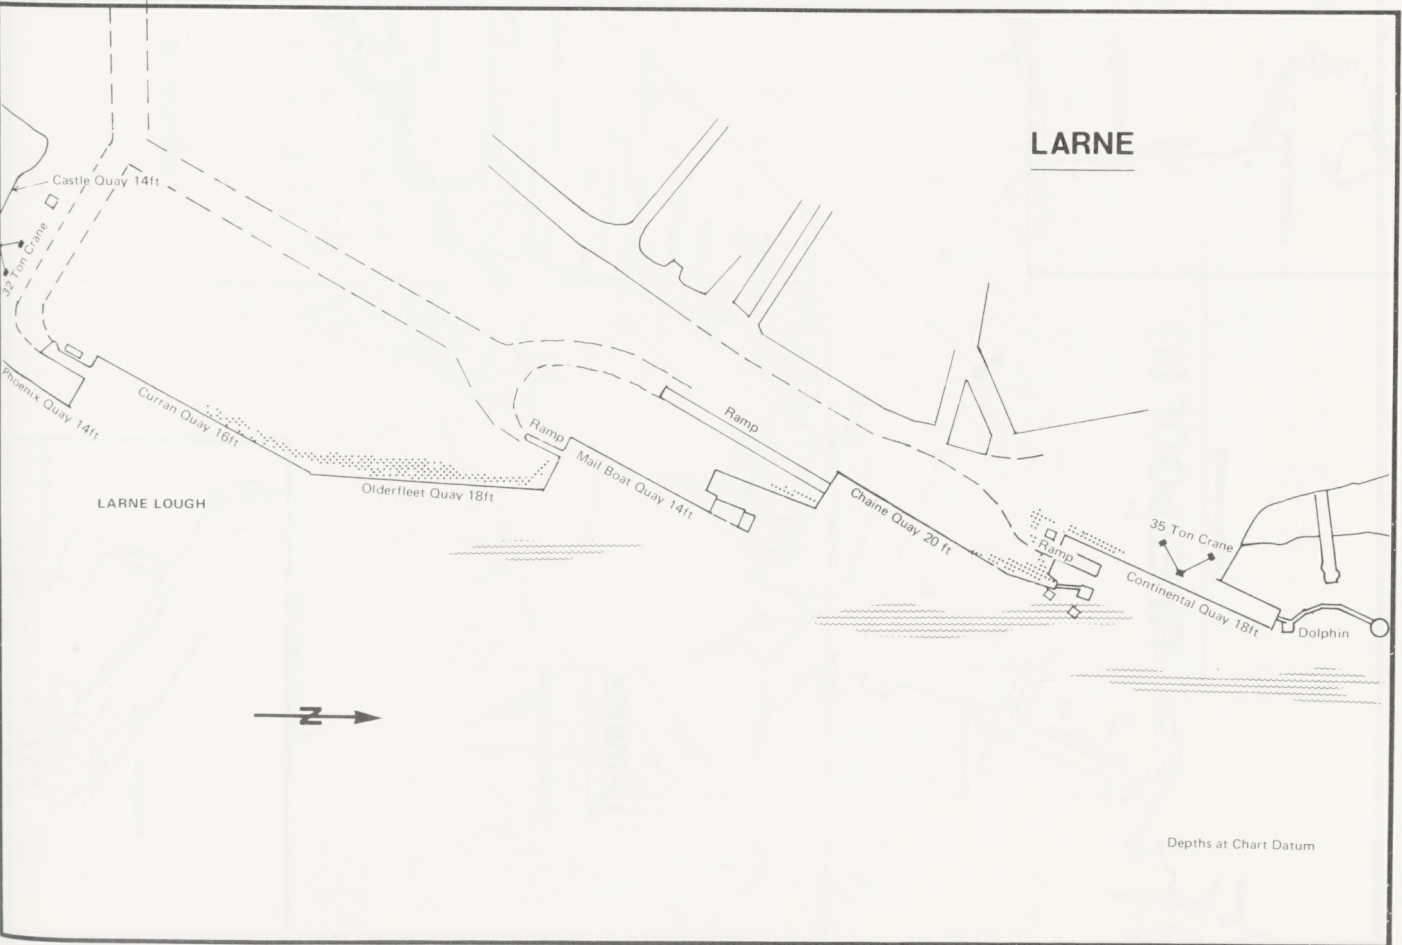 LARNE
Castle Quay 14ft
32 Ton Crane
Phoenix Quay 14ft
Curran Quay 16ft
LARNE LOUGH
Olderfleet Quay 18ft
Ramp
Mail Boat Quay 14ft
Ramp
Chaine Quay 20 ft
Ramp
35 Ton Crane
Continental Quay 18ft
Dolphin
N
Depths at Chart Datum